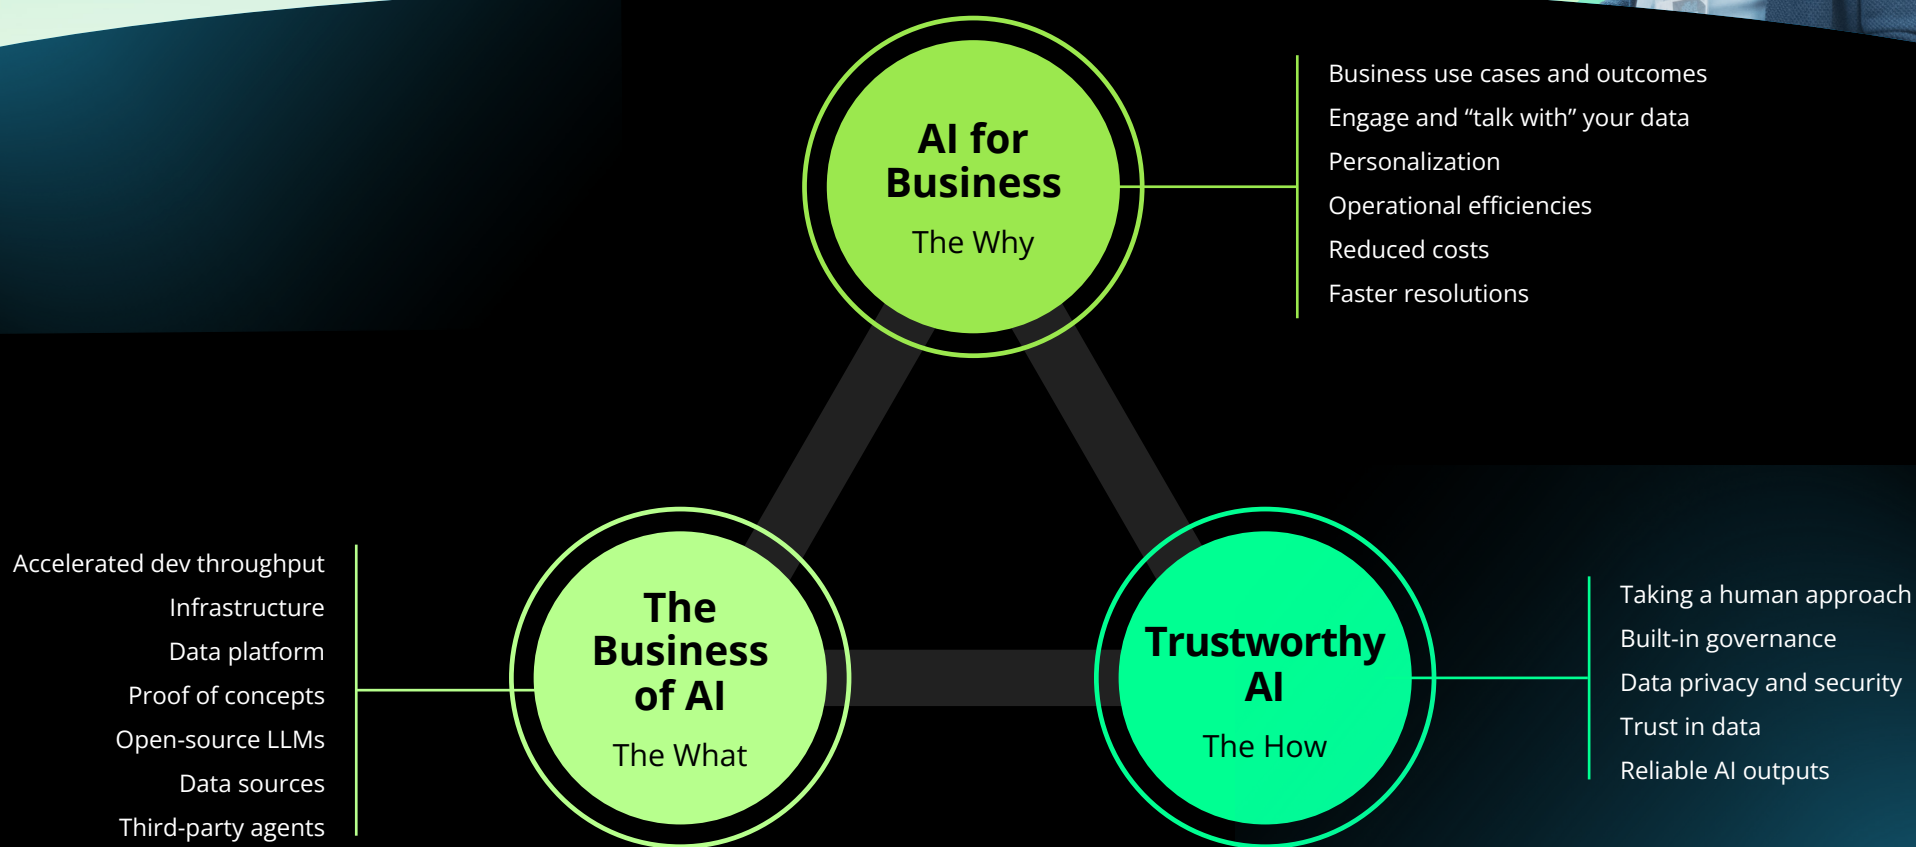 AI for
Business
The Why
Business use cases and outcomes
Engage and “talk with” your data
Personalization
Operational efficiencies
Reduced costs
Faster resolutions
Accelerated dev throughput
Infrastructure
Data platform
Proof of concepts
Open-source LLMs
Data sources
Third-party agents
The
Business
of AI
The What
Trustworthy
AI
The How
Taking a human approach
Built-in governance
Data privacy and security
Trust in data
Reliable AI outputs